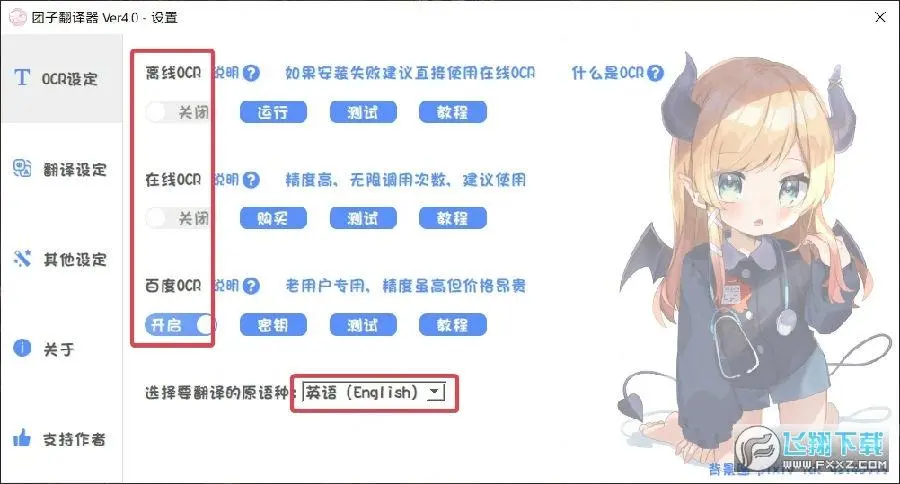 团子翻译器 Ver4.0 - 设置
OCR设定
翻译设定
其他设定
关于
支持作者
离线OCR 说明 ? 如果安装失败建议直接使用在线OCR 什么是OCR ?
关闭 运行 测试 教程
在线OCR 说明 ? 精度高、无限调用次数、建议使用
关闭 购买 测试 教程
百度OCR 说明 ? 老用户专用，精度虽高但价格昂贵
开启 密钥 测试 教程
选择要翻译的原语种: 英语（English）
飞翔下载
WWW.FXXZ.COM
背景图